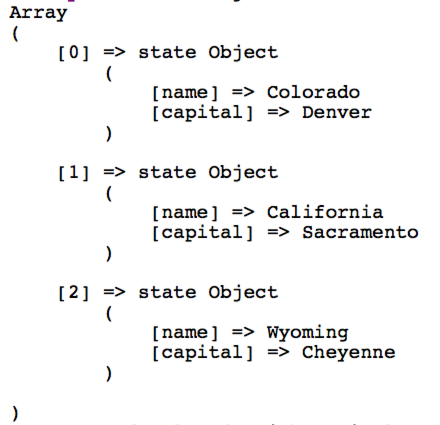 Array
(
    [0] => state Object
        (
            [name] => Colorado
            [capital] => Denver
        )
    [1] => state Object
        (
            [name] => California
            [capital] => Sacramento
        )
    [2] => state Object
        (
            [name] => Wyoming
            [capital] => Cheyenne
        )
)